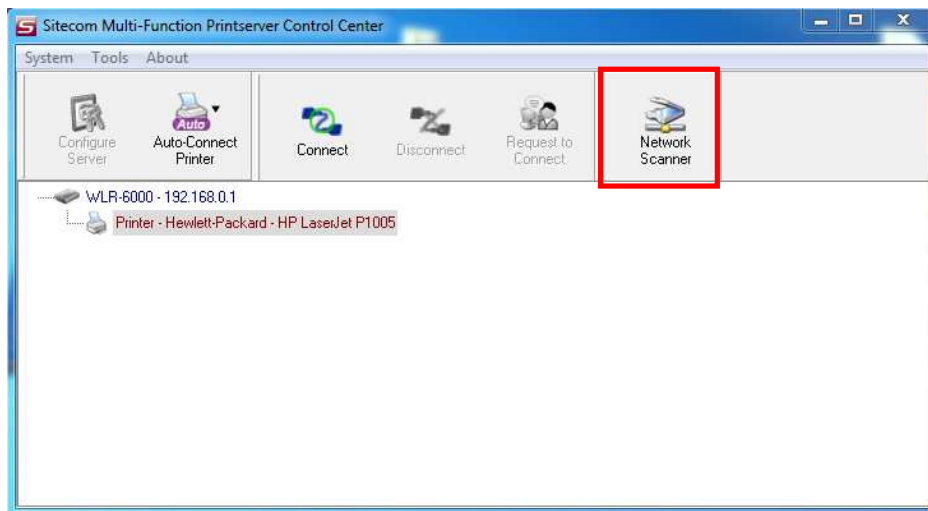 Sitecom Multi-Function Printserver Control Center
System Tools About
Configure Server
Auto
Auto-Connect Printer
Connect
Disconnect
Request to Connect
Network Scanner
WLR-6000 - 192.168.0.1
Printer - Hewlett-Packard - HP LaserJet P1005